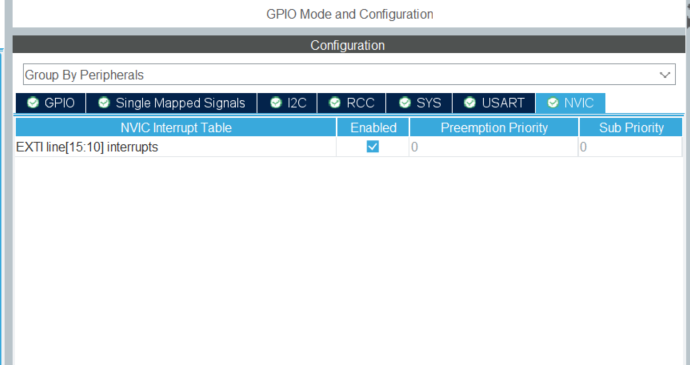 GPIO Mode and Configuration
Configuration
Group By Peripherals
GPIO Single Mapped Signals I2C RCC SYS USART NVIC
NVIC Interrupt Table Enabled Preemption Priority Sub Priority
EXTI line[15:10] interrupts 0 0